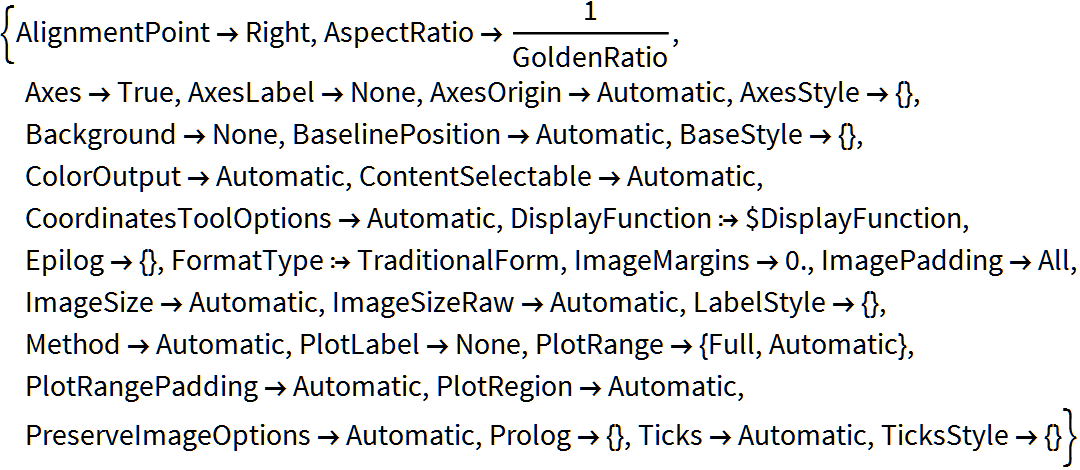 {AlignmentPoint → Right, AspectRatio → 1/GoldenRatio,
Axes → True, AxesLabel → None, AxesOrigin → Automatic, AxesStyle → {},
Background → None, BaselinePosition → Automatic, BaseStyle → {},
ColorOutput → Automatic, ContentSelectable → Automatic,
CoordinatesToolOptions → Automatic, DisplayFunction :→ $DisplayFunction,
Epilog → {}, FormatType :→ TraditionalForm, ImageMargins → 0., ImagePadding → All,
ImageSize → Automatic, ImageSizeRaw → Automatic, LabelStyle → {},
Method → Automatic, PlotLabel → None, PlotRange → {Full, Automatic},
PlotRangePadding → Automatic, PlotRegion → Automatic,
PreserveImageOptions → Automatic, Prolog → {}, Ticks → Automatic, TicksStyle → {}}